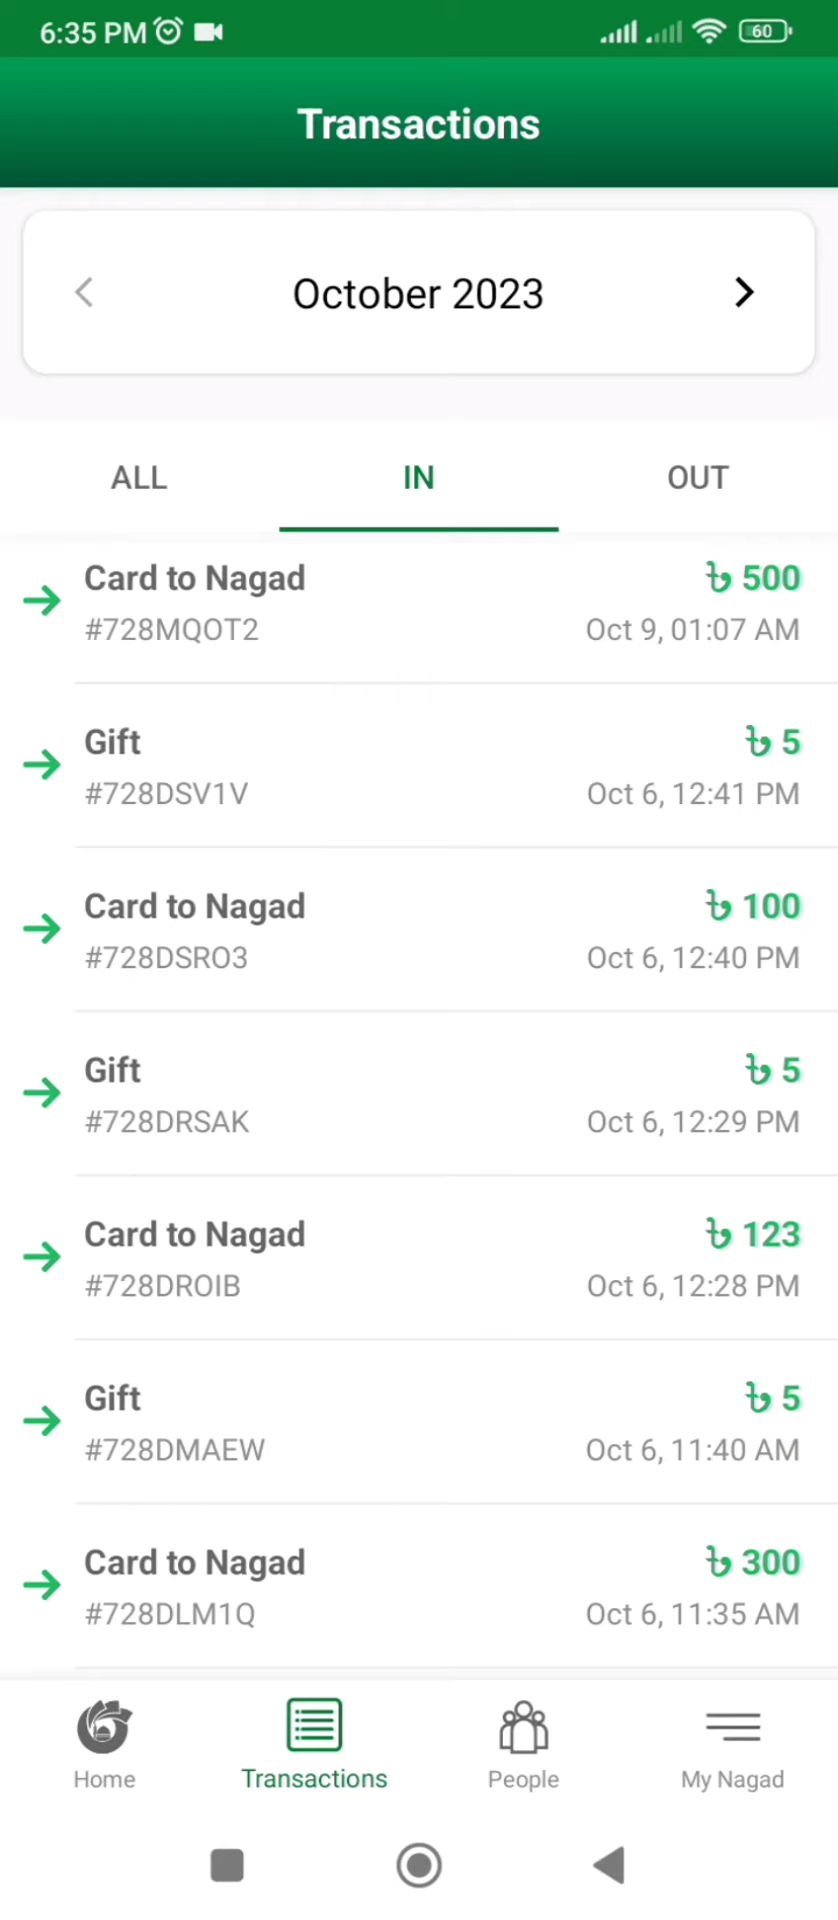 6:35 PM 60
Transactions
October 2023
ALL IN OUT
Card to Nagad ৳ 500
#728MQOT2 Oct 9, 01:07 AM
Gift ৳ 5
#728DSV1V Oct 6, 12:41 PM
Card to Nagad ৳ 100
#728DSRO3 Oct 6, 12:40 PM
Gift ৳ 5
#728DRSAK Oct 6, 12:29 PM
Card to Nagad ৳ 123
#728DROIB Oct 6, 12:28 PM
Gift ৳ 5
#728DMAEW Oct 6, 11:40 AM
Card to Nagad ৳ 300
#728DLM1Q Oct 6, 11:35 AM
Home Transactions People My Nagad